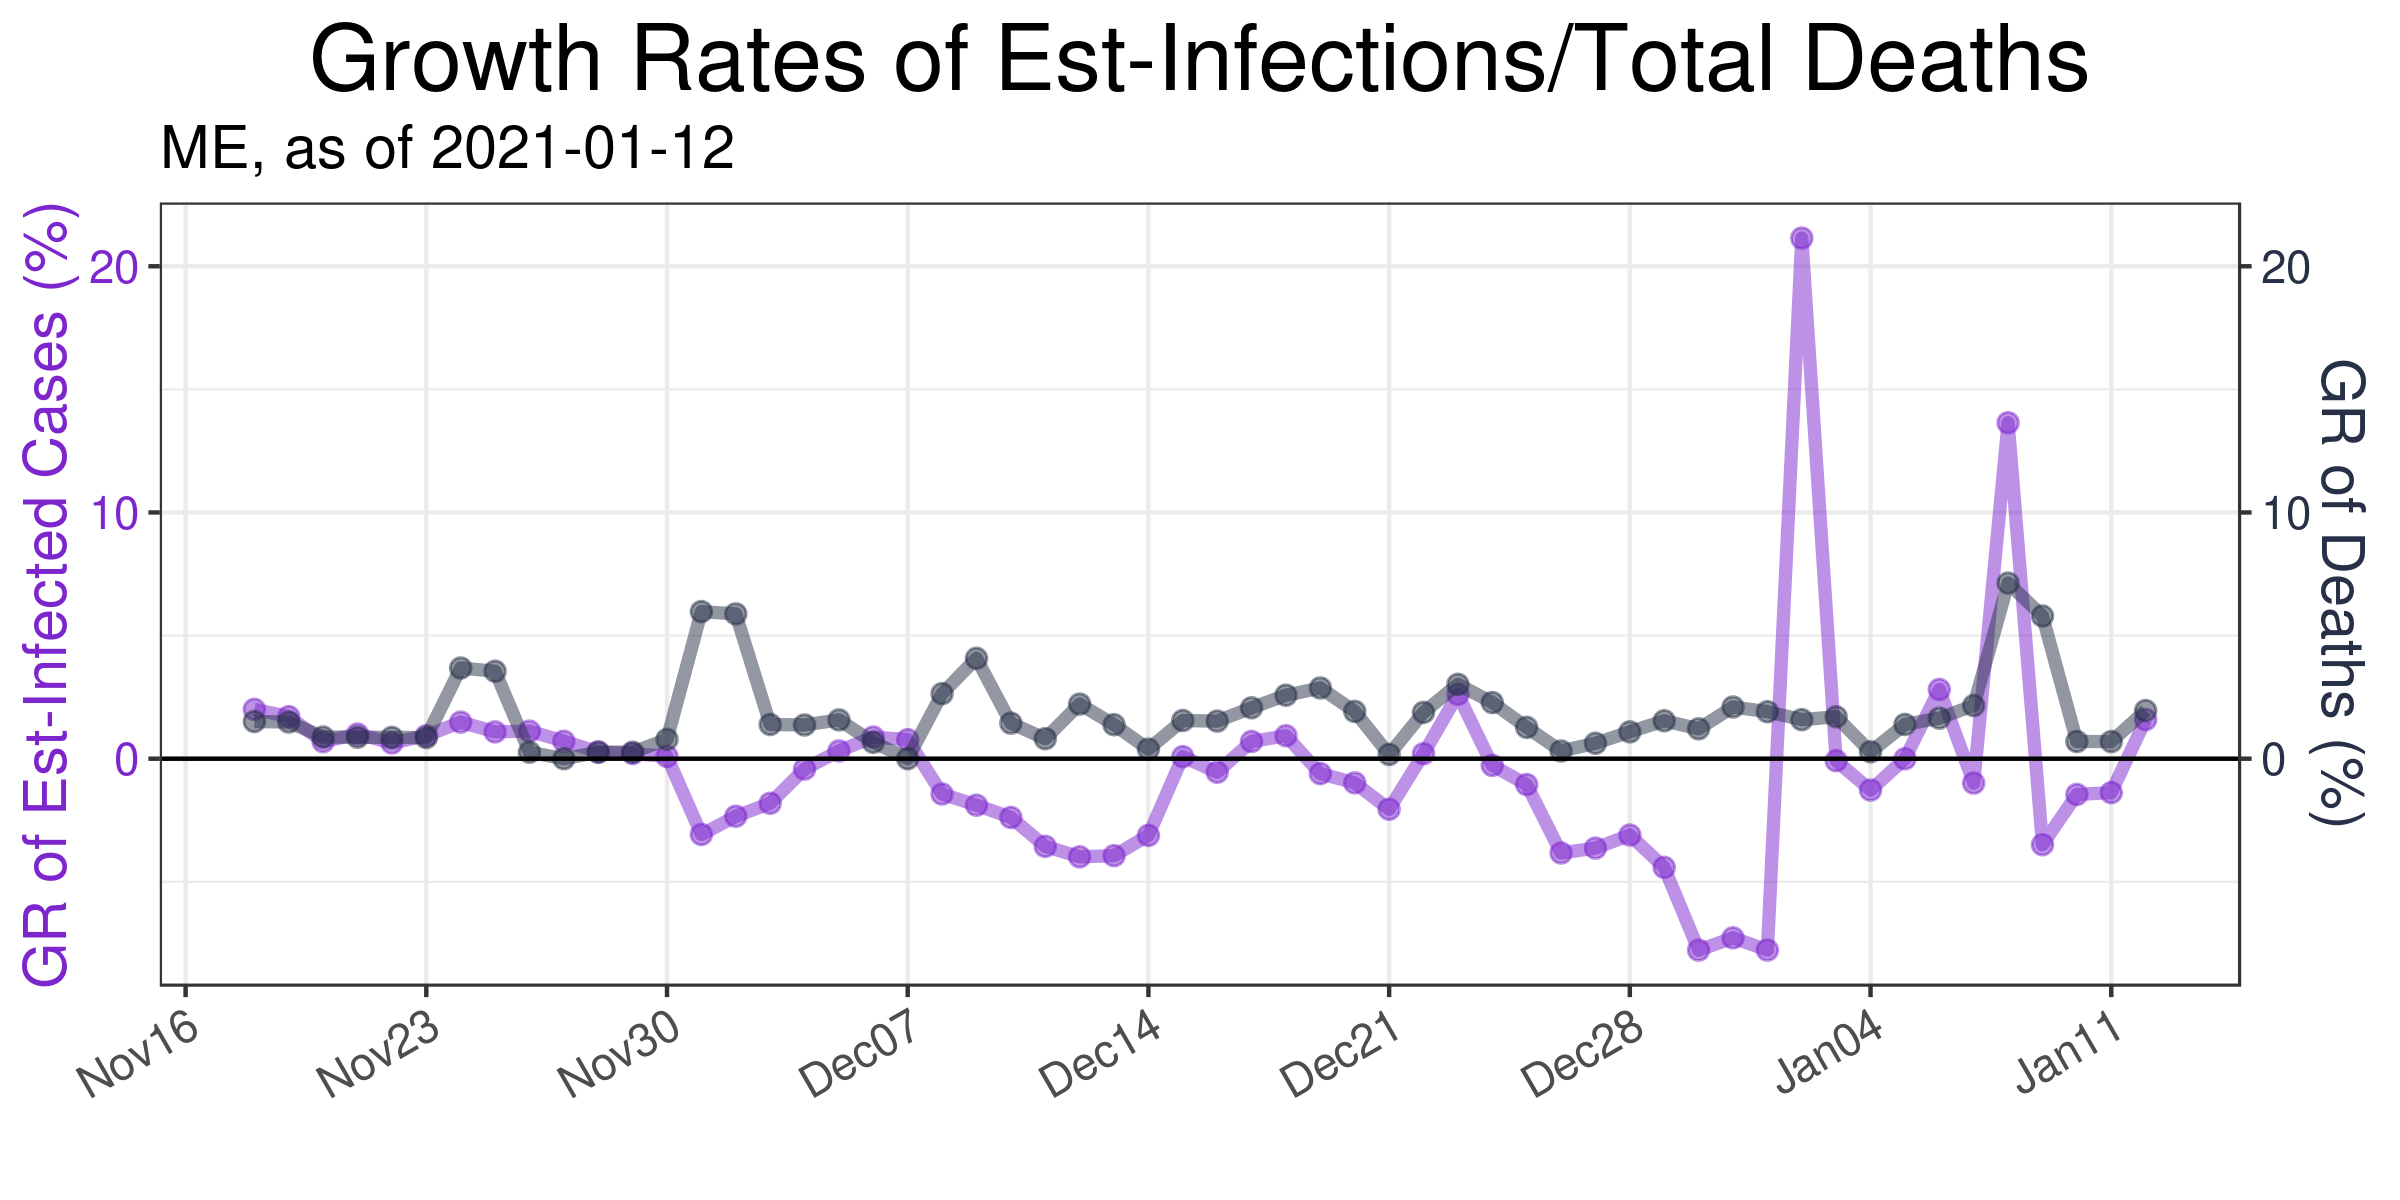 Growth Rates of Est-Infections/Total Deaths
ME, as of 2021-01-12
GR of Est-Infected Cases (%)
20
10
0
20
10
0
GR of Deaths (%)
Nov16
Nov23
Nov30
Dec07
Dec14
Dec21
Dec28
Jan04
Jan11